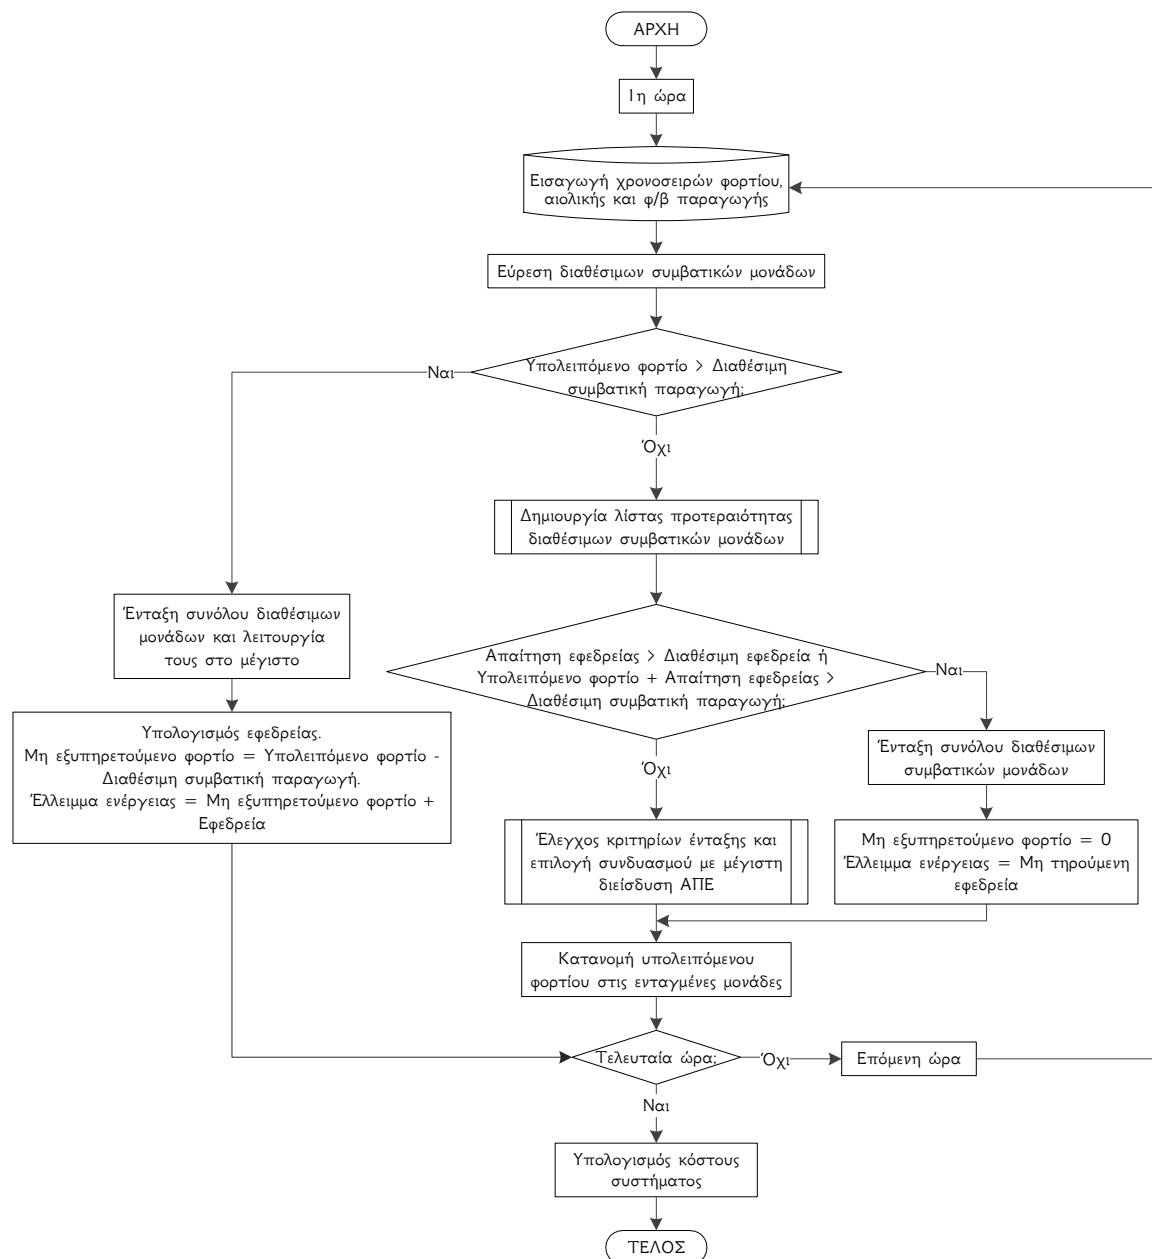 ΑΡΧΗ
1η ώρα
Εισαγωγή χρονοσειρών φορτίου,
αιολικής και φ/β παραγωγής
Εύρεση διαθέσιμων συμβατικών μονάδων
Υπολειπόμενο φορτίο > Διαθέσιμη
συμβατική παραγωγή;
Ναι
Όχι
Δημιουργία λίστας προτεραιότητας
διαθέσιμων συμβατικών μονάδων
Ένταξη συνόλου διαθέσιμων
μονάδων και λειτουργία
τους στο μέγιστο
Απαίτηση εφεδρείας > Διαθέσιμη εφεδρεία ή
Υπολειπόμενο φορτίο + Απαίτηση εφεδρείας >
Διαθέσιμη συμβατική παραγωγή;
Ναι
Όχι
Υπολογισμός εφεδρείας.
Μη εξυπηρετούμενο φορτίο = Υπολειπόμενο φορτίο -
Διαθέσιμη συμβατική παραγωγή.
Έλλειμμα ενέργειας = Μη εξυπηρετούμενο φορτίο +
Εφεδρεία
Ένταξη συνόλου διαθέσιμων
συμβατικών μονάδων
Έλεγχος κριτηρίων ένταξης και
επιλογή συνδυασμού με μέγιστη
διείσδυση ΑΠΕ
Μη εξυπηρετούμενο φορτίο = 0
Έλλειμμα ενέργειας = Μη τηρούμενη
εφεδρεία
Κατανομή υπολειπόμενου
φορτίου στις ενταγμένες μονάδες
Τελευταία ώρα;
Όχι
Επόμενη ώρα
Ναι
Υπολογισμός κόστους
συστήματος
ΤΕΛΟΣ